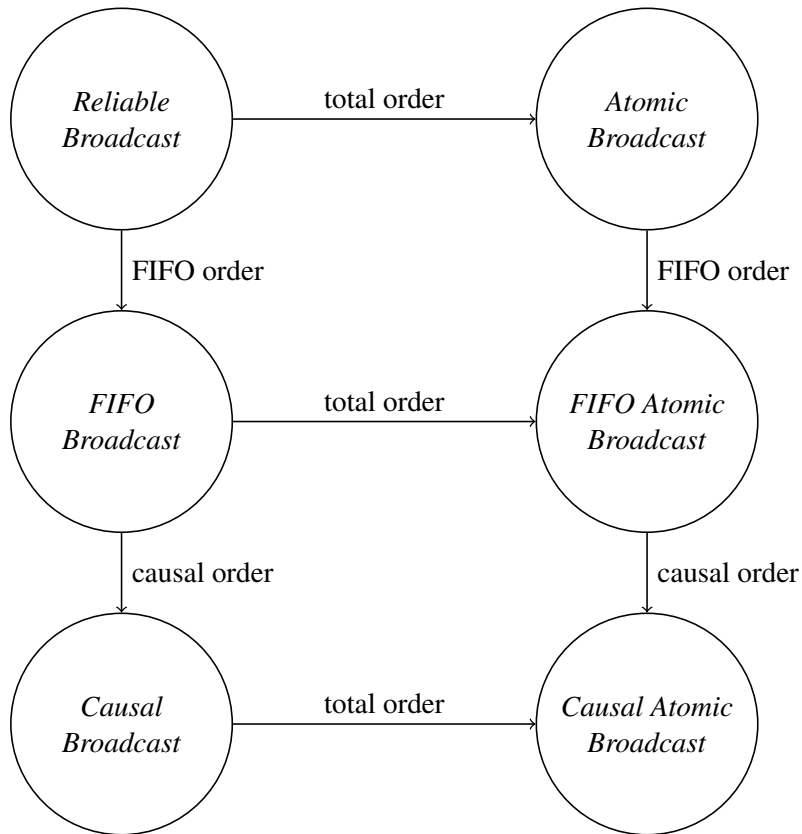 Reliable
Broadcast
total order
Atomic
Broadcast
FIFO order
FIFO order
FIFO
Broadcast
total order
FIFO Atomic
Broadcast
causal order
causal order
Causal
Broadcast
total order
Causal Atomic
Broadcast